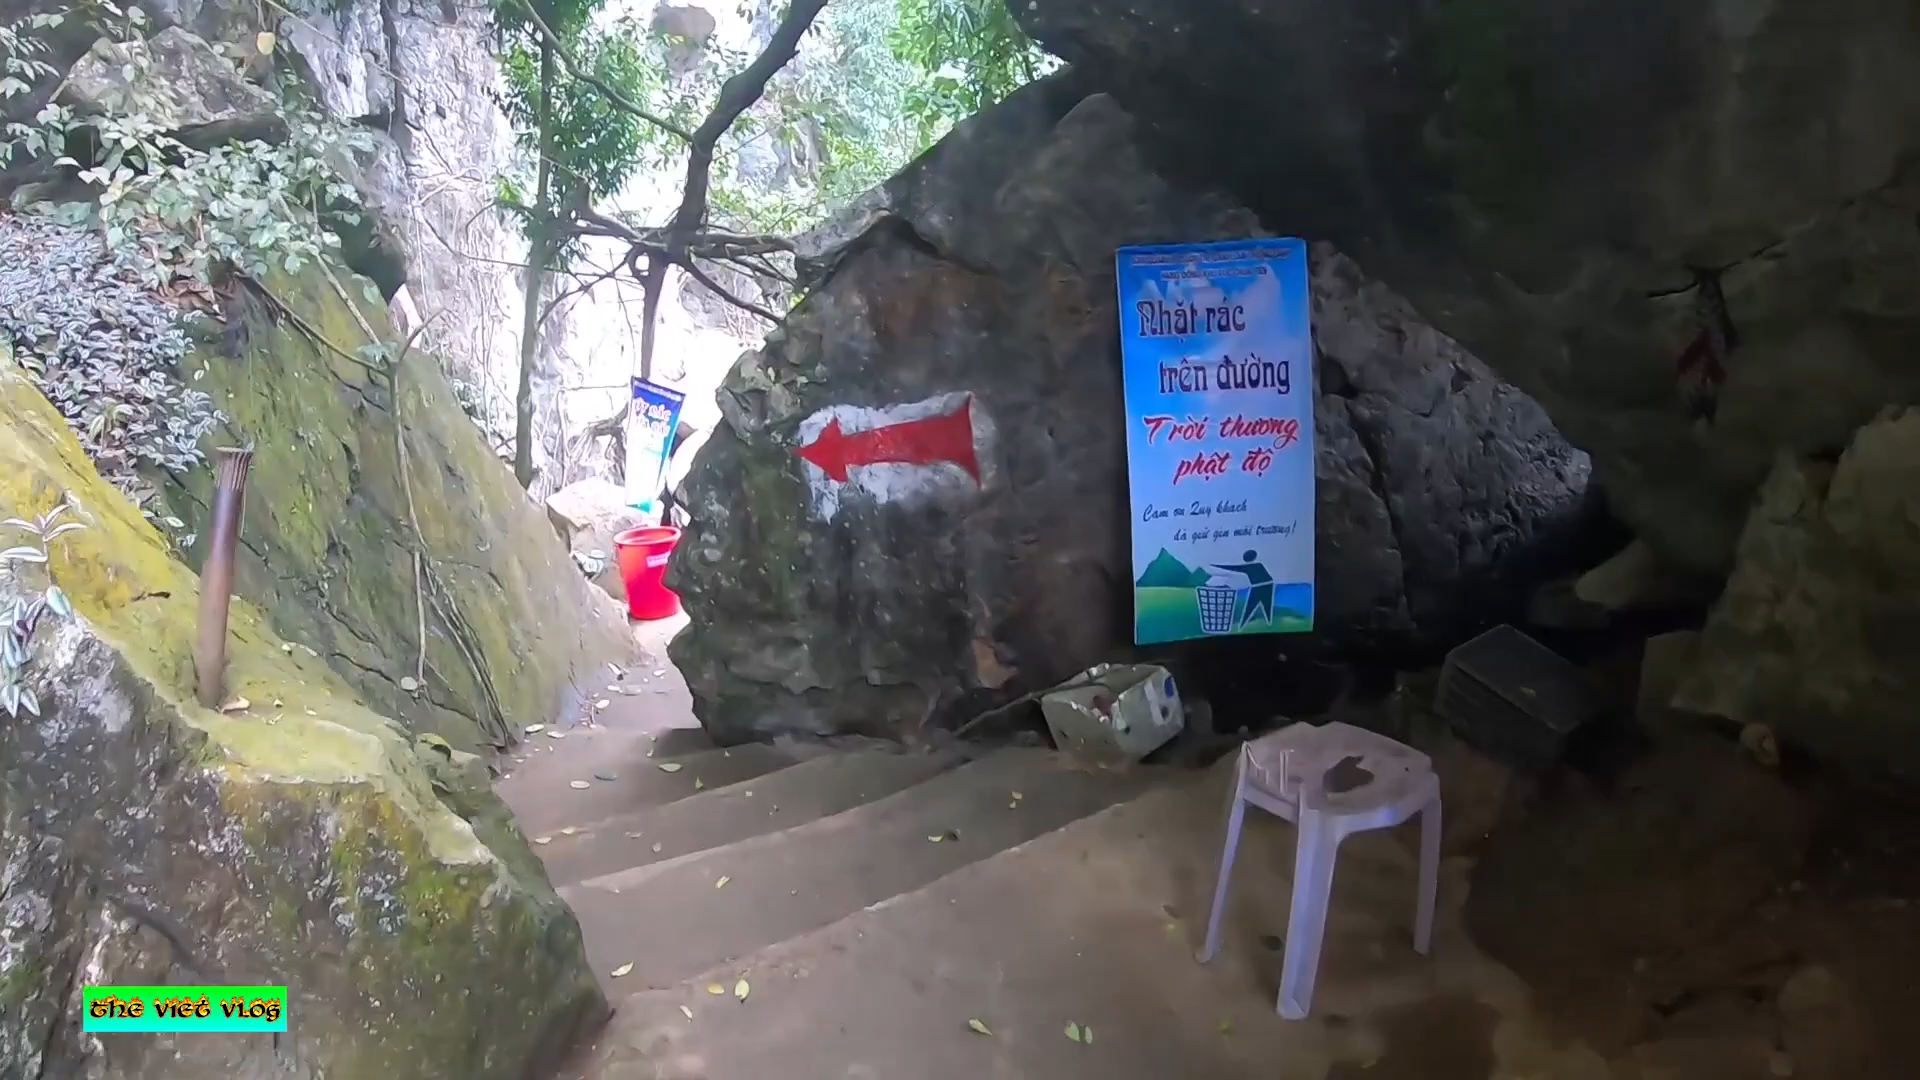 Nhặt rác
trên đường
Trời thương
phật độ
Cảm ơn Quý khách
đã giữ gìn môi trường!
THE VIET VLOG